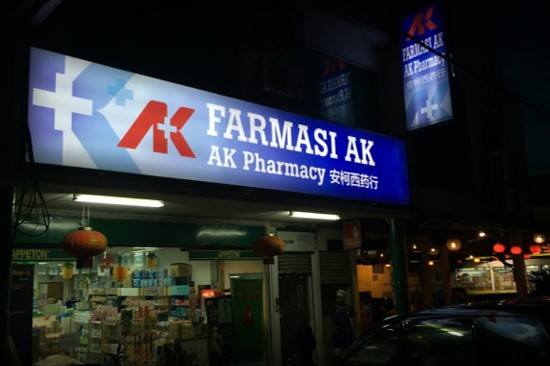 AK
FARMASI AK
AK Pharmacy 安柯西药行
AK
FARMASI AK
AK Pharmacy
安柯西药行
APPETON
APPETON